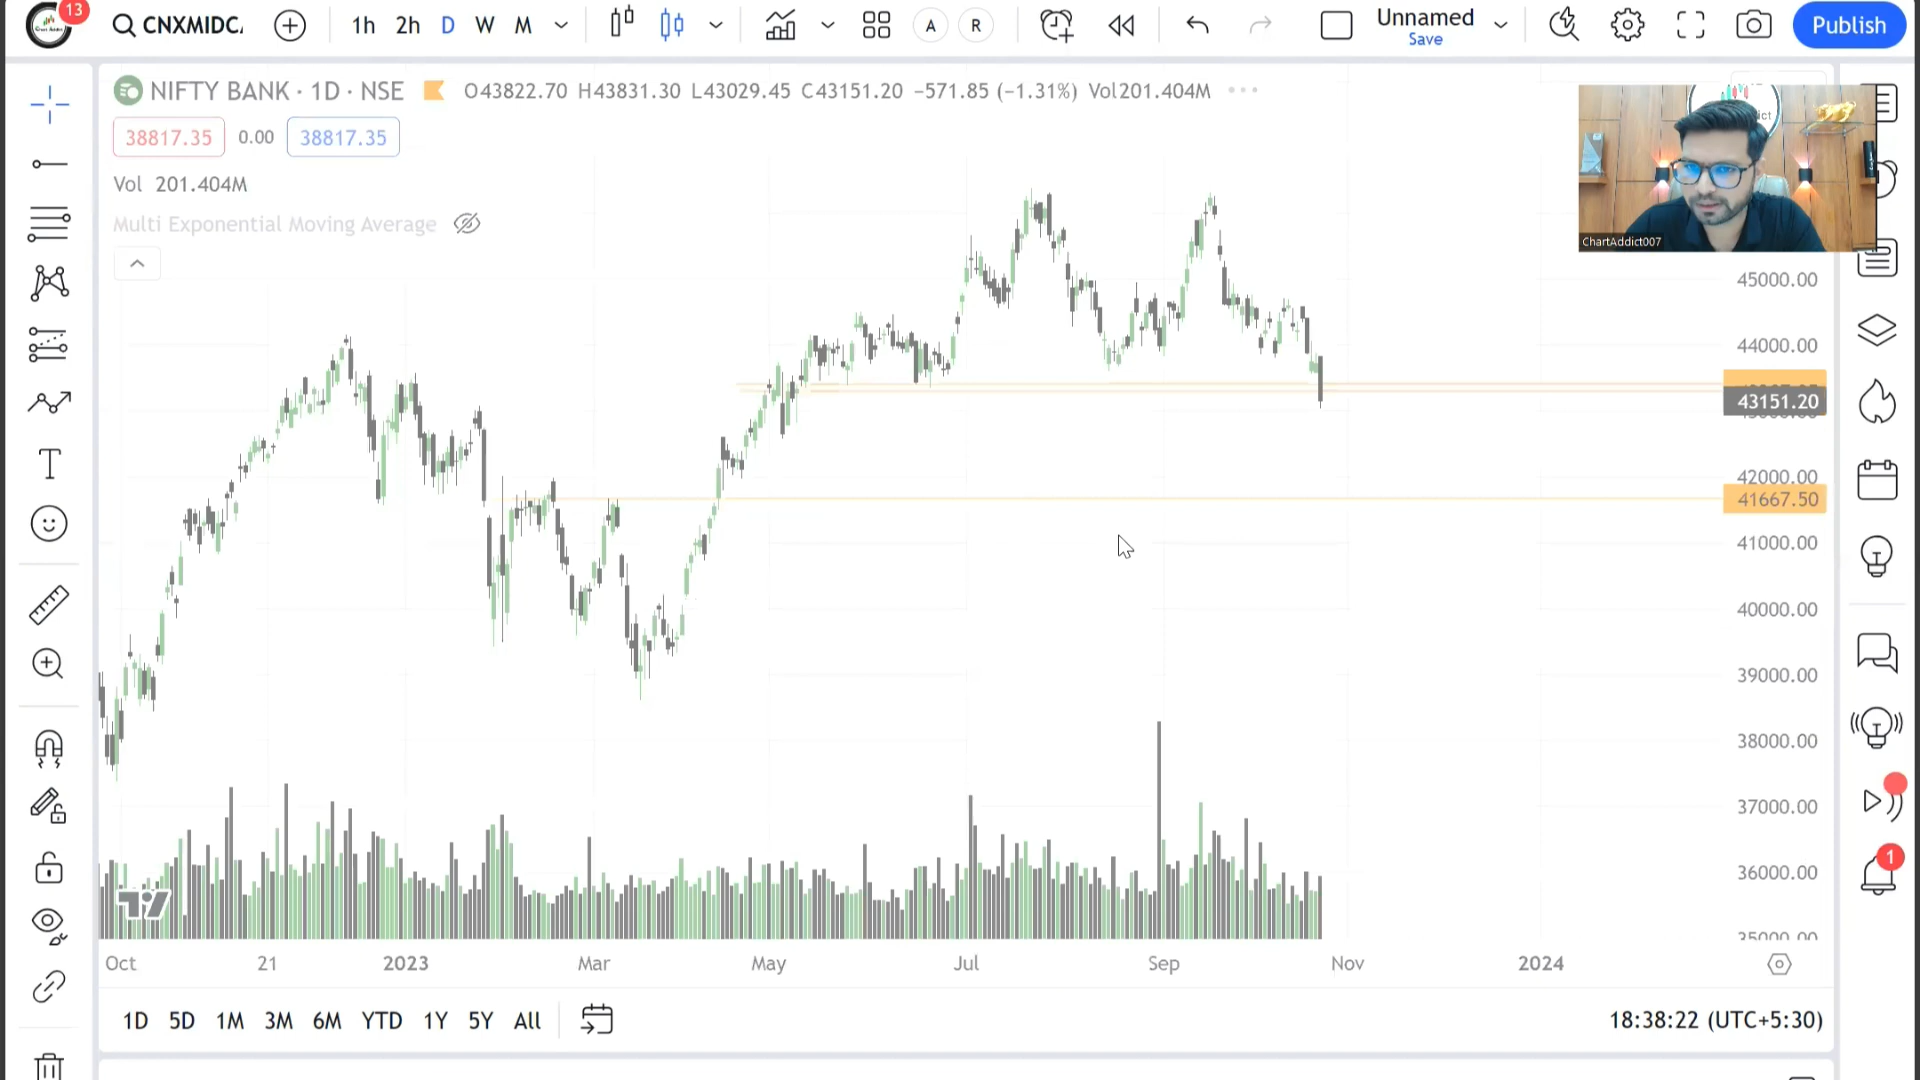 13
CNXMIDC
1h 2h D W M
A R
Unnamed
Save
Publish
NIFTY BANK · 1D · NSE
O43822.70 H43831.30 L43029.45 C43151.20 −571.85 (−1.31%) Vol201.404M
38817.35 0.00 38817.35
Vol 201.404M
Multi Exponential Moving Average
ChartAddict007
45000.00
44000.00
43151.20
42000.00
41667.50
41000.00
40000.00
39000.00
38000.00
37000.00
36000.00
35000.00
T
1
Oct 21 2023 Mar May Jul Sep Nov 2024
1D 5D 1M 3M 6M YTD 1Y 5Y All
18:38:22 (UTC+5:30)